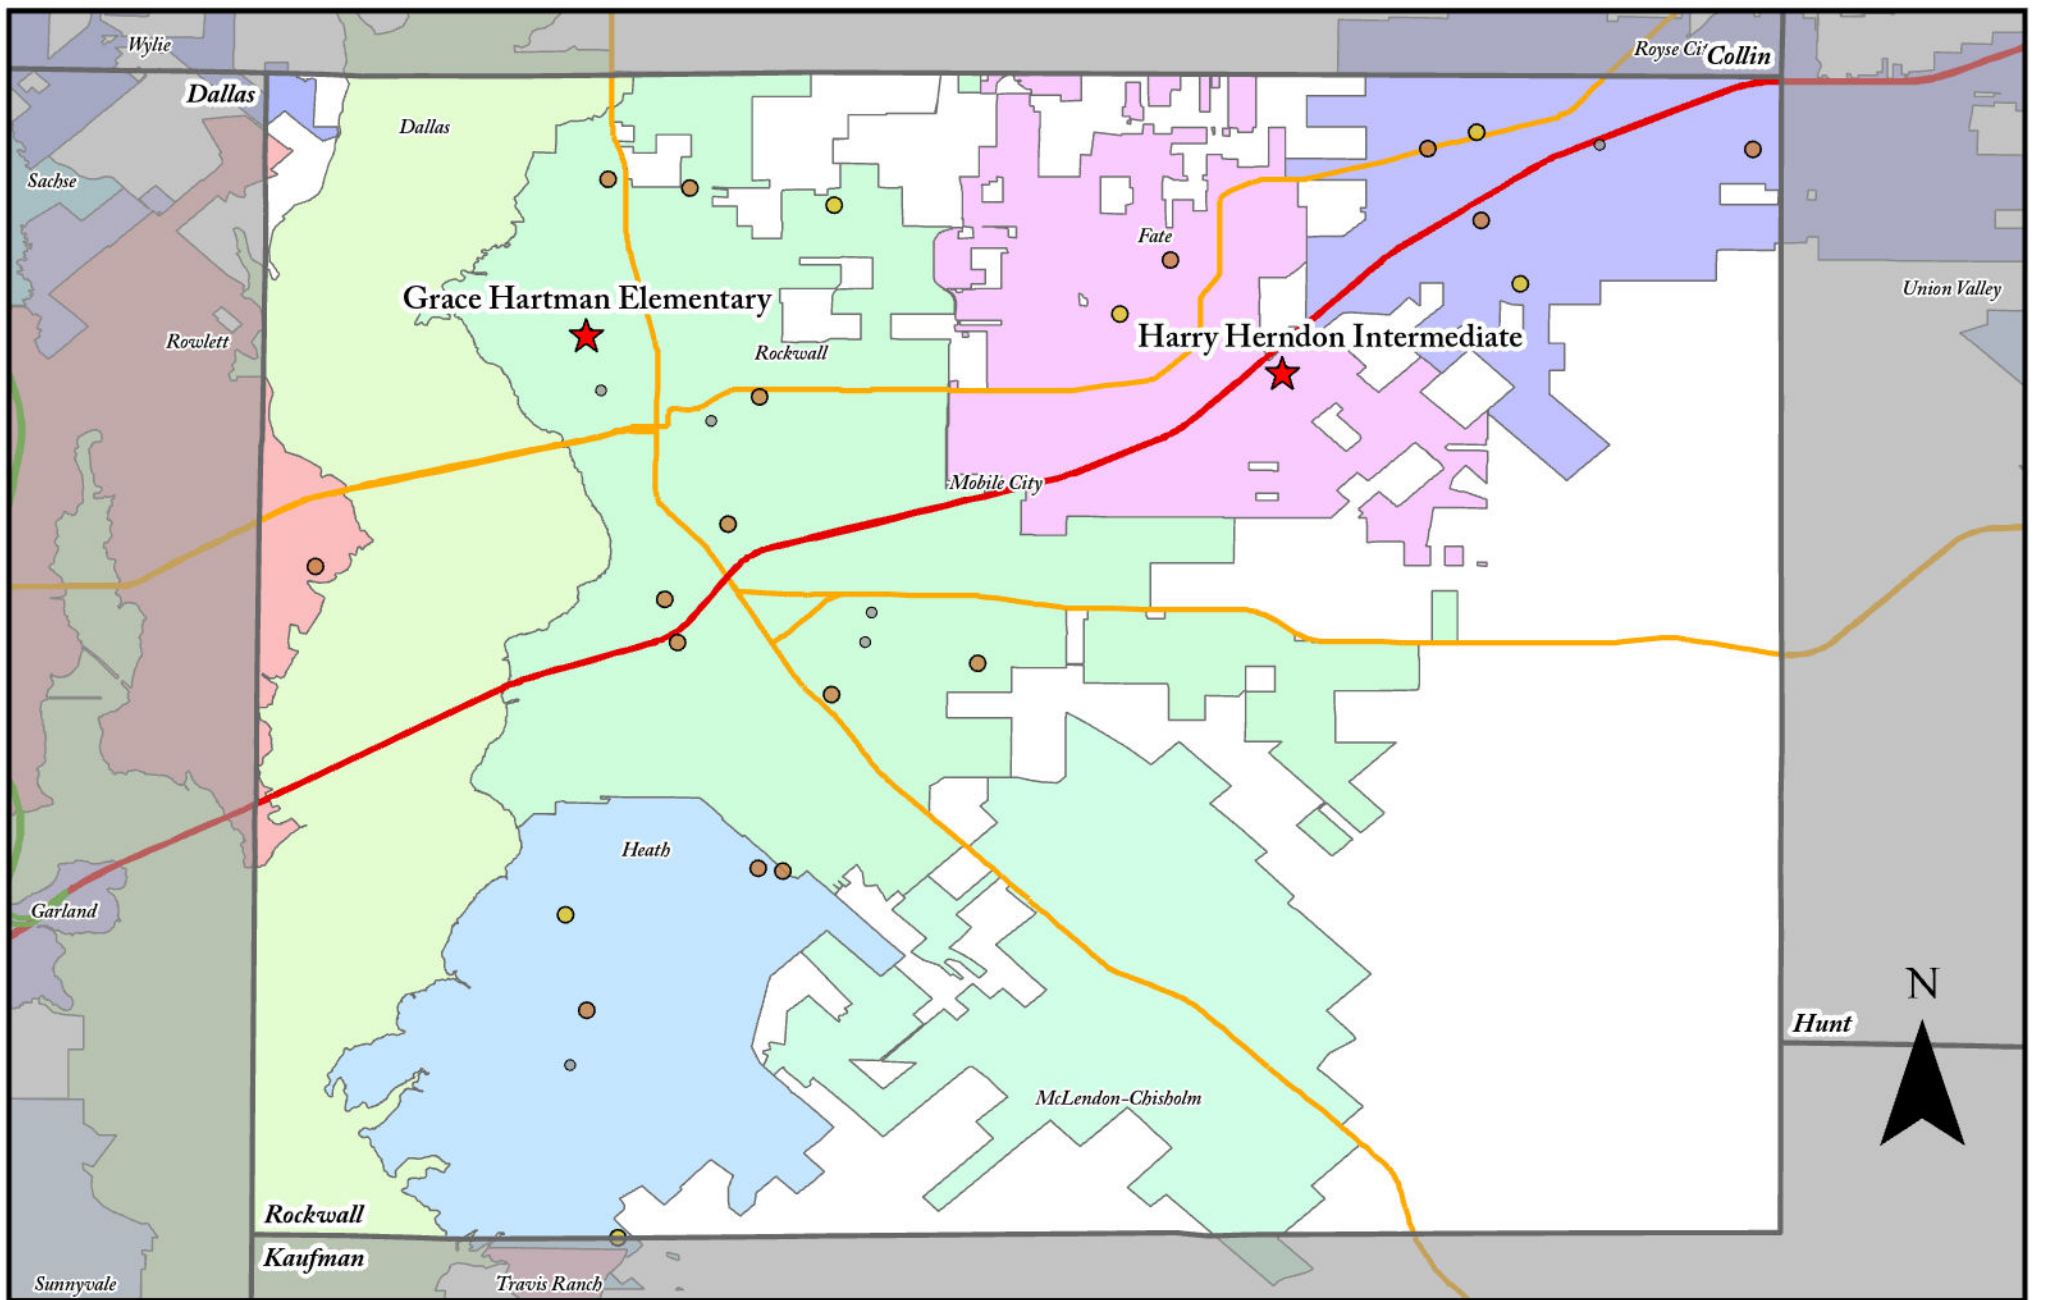 Wylie
Royse Ci
Collin
Dallas
Dallas
Sachse
Fate
Union Valley
Grace Hartman Elementary
Harry Herndon Intermediate
Rowlett
Rockwall
Mobile City
Heath
Garland
N
Hunt
McLendon-Chisholm
Rockwall
Kaufman
Sunnyvale
Travis Ranch